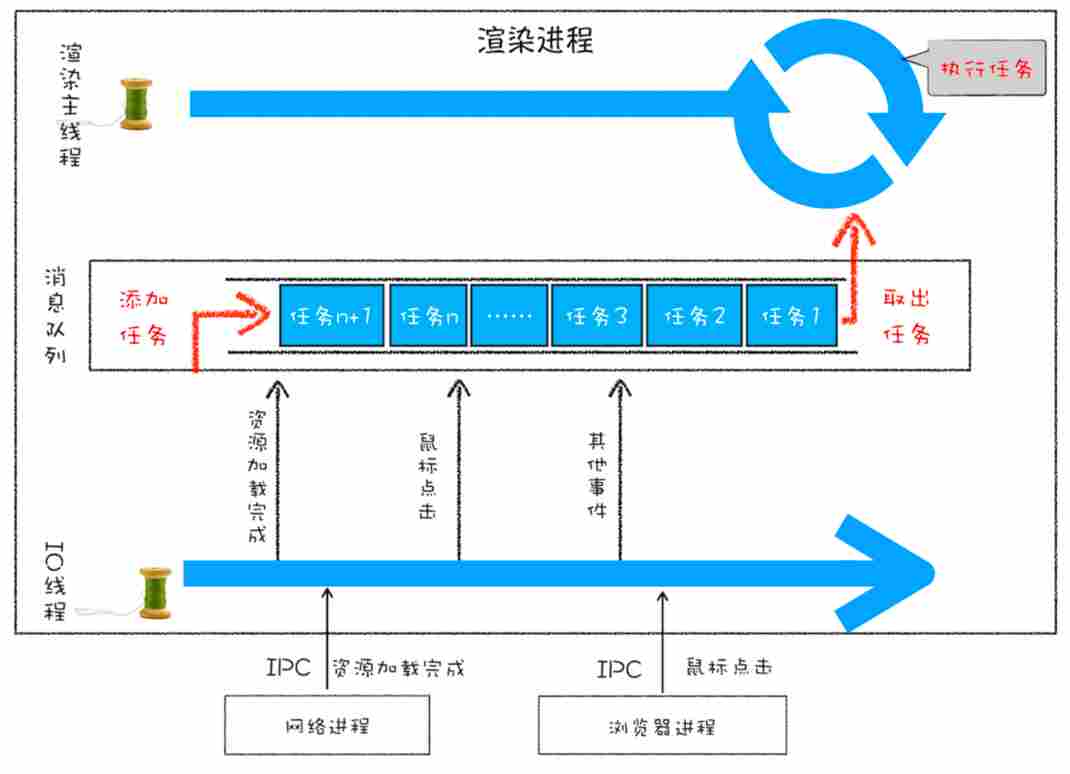 渲染进程
渲染主线程
执行任务
消息队列
添加
任务
任务n+1
任务n
……
任务3
任务2
任务1
取出
任务
资源加载完成
鼠标点击
其他事件
IO线程
IPC
资源加载完成
IPC
鼠标点击
网络进程
浏览器进程